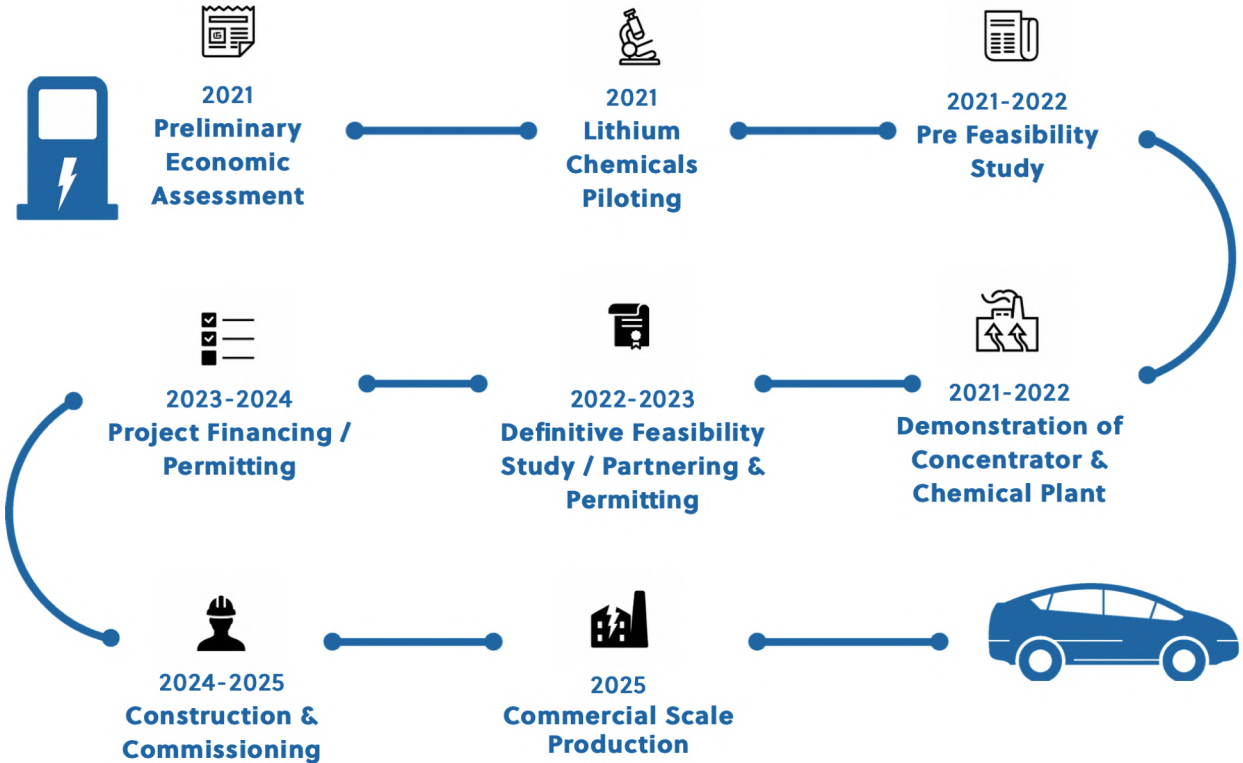 2021
Preliminary
Economic
Assessment
2021
Lithium
Chemicals
Piloting
2021-2022
Pre Feasibility
Study
2021-2022
Demonstration of
Concentrator &
Chemical Plant
2022-2023
Definitive Feasibility
Study / Partnering &
Permitting
2023-2024
Project Financing /
Permitting
2024-2025
Construction &
Commissioning
2025
Commercial Scale
Production